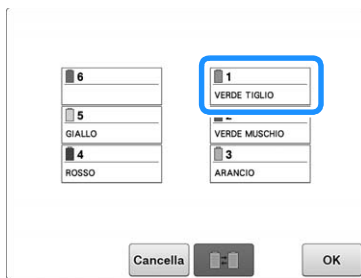 6
1
VERDE TIGLIO
5
GIALLO
VERDE MUSCHIO
4
ROSSO
3
ARANCIO
Cancella
OK